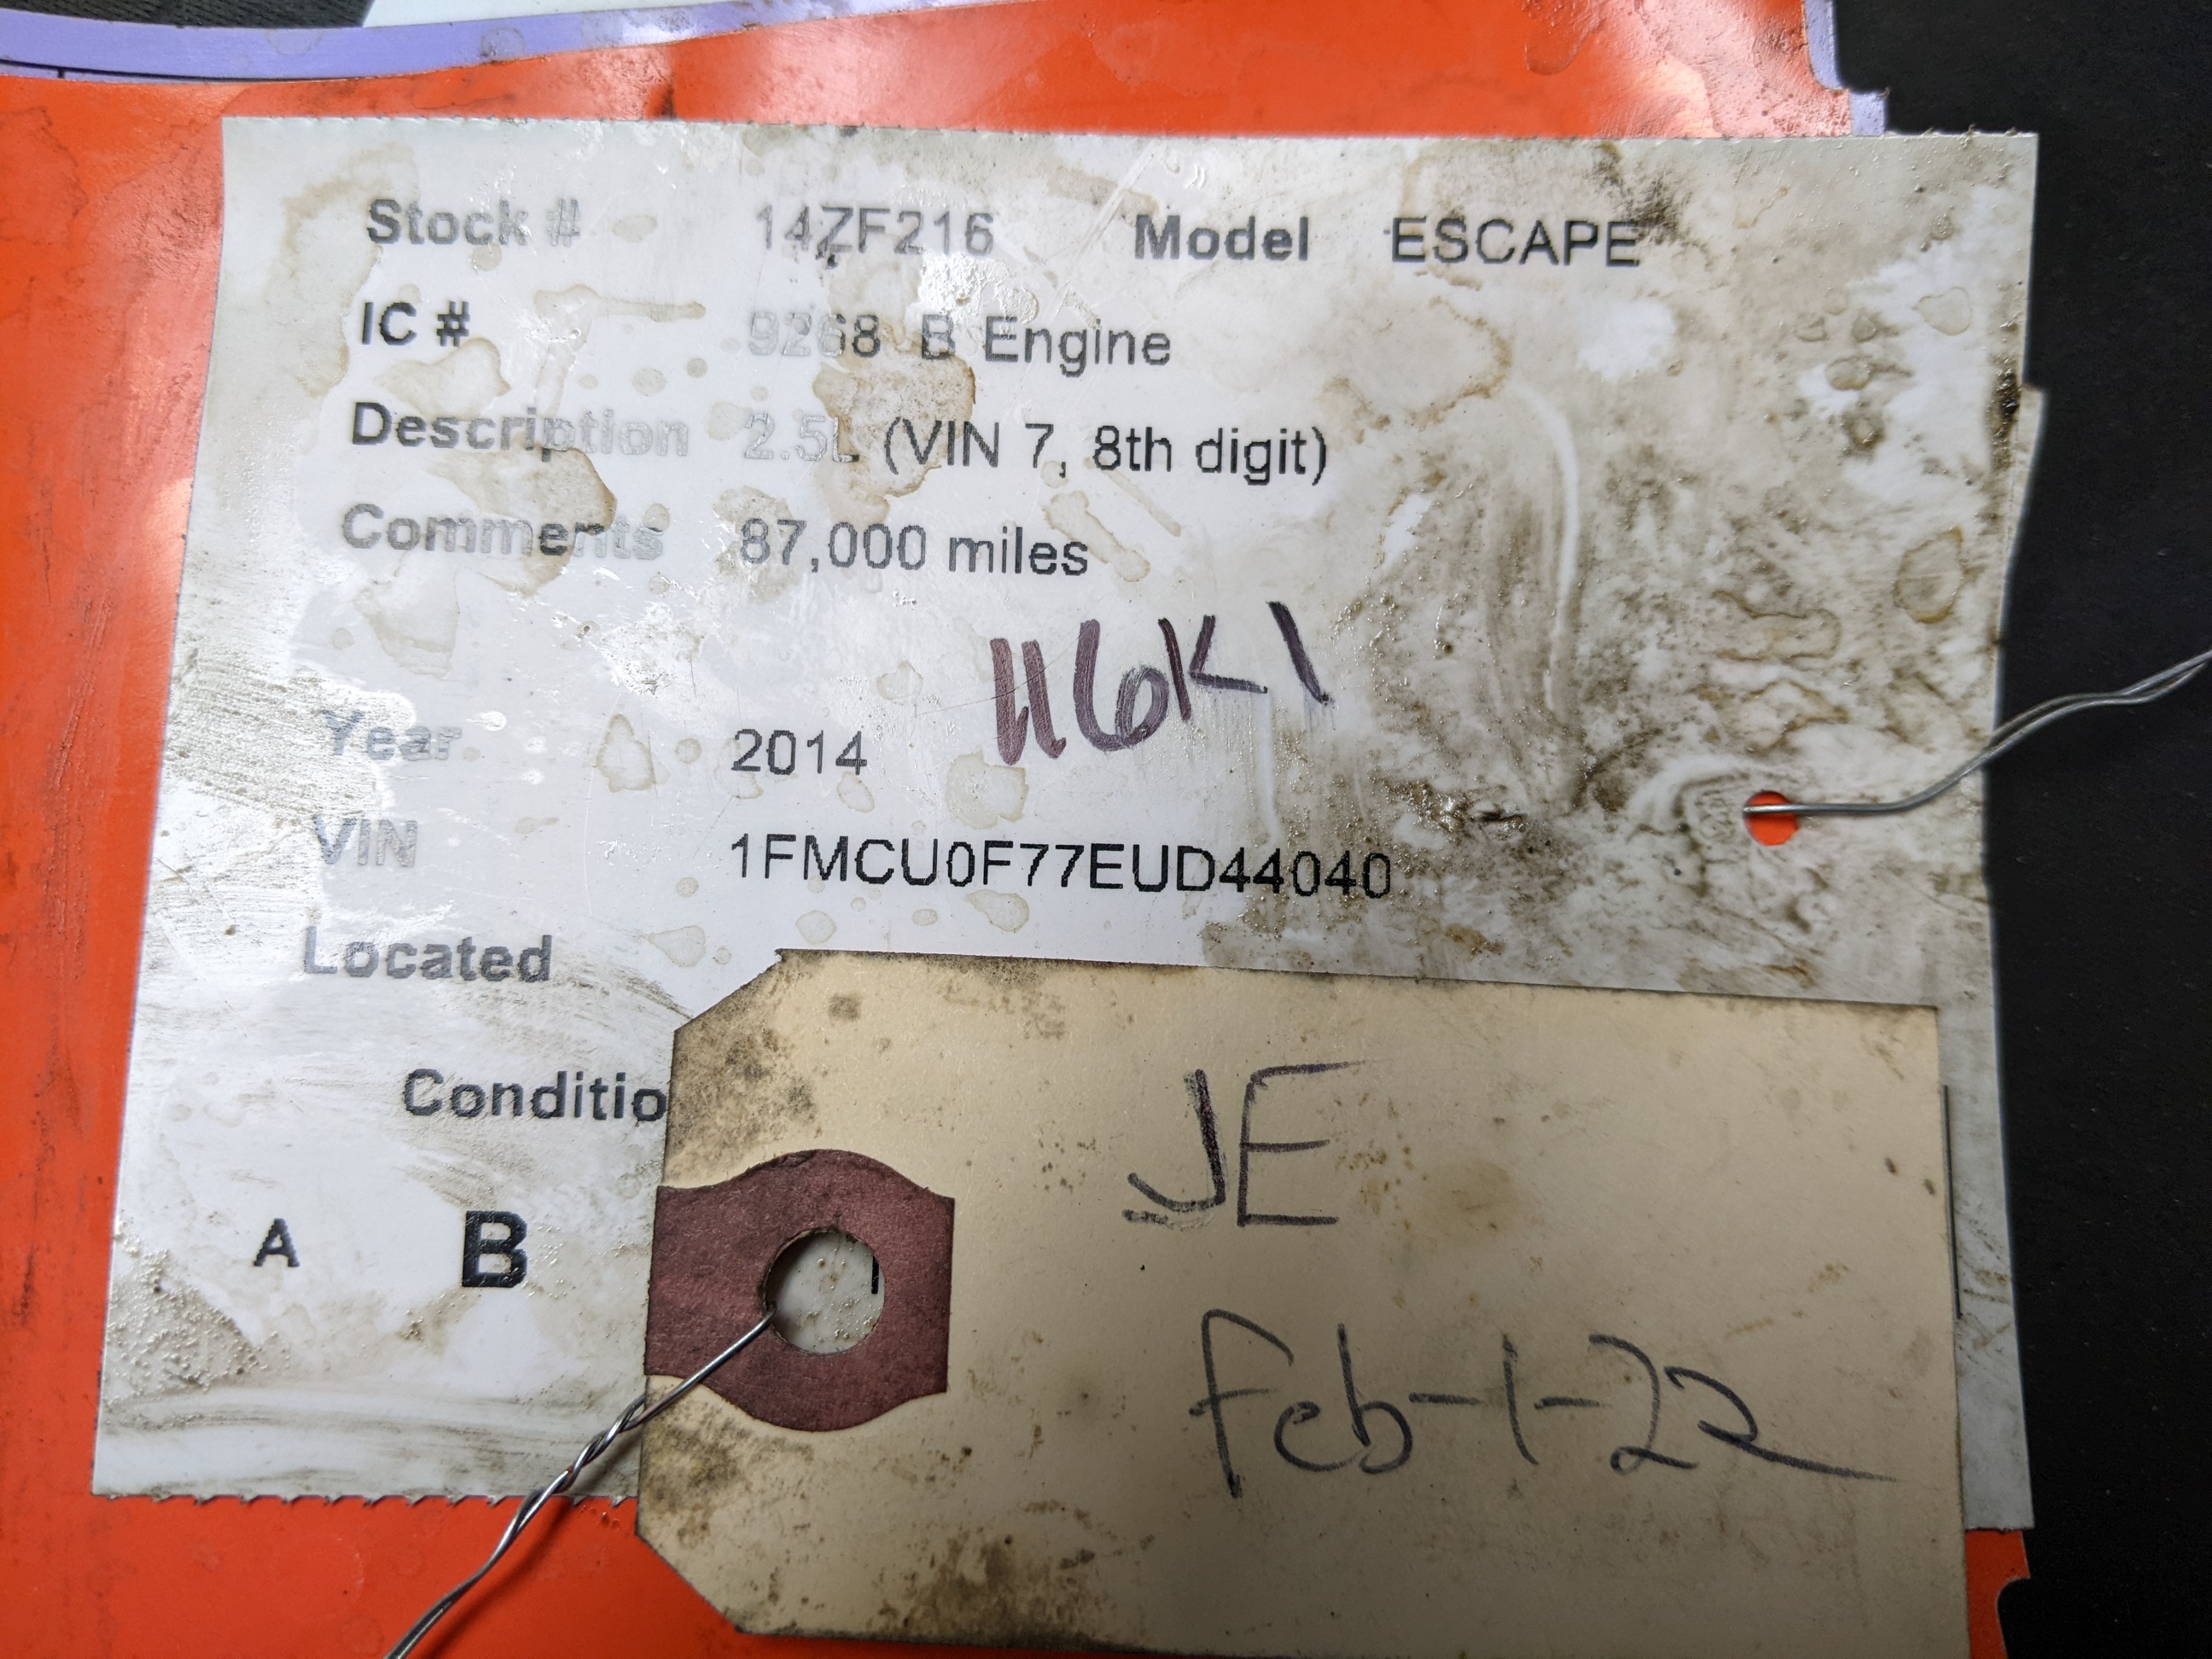 Stock # 14ZF216 Model ESCAPE
IC # 9268 B Engine
Description 2.5L (VIN 7, 8th digit)
Comments 87,000 miles
116K1
Year 2014
VIN 1FMCU0F77EUD44040
Located
Conditio
A B
JE
Feb-1-22